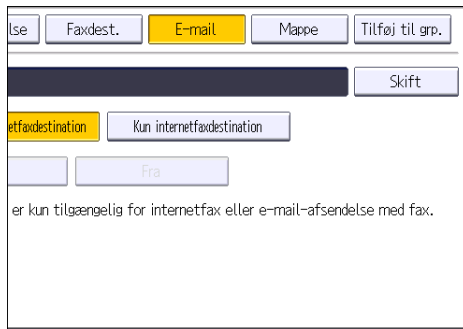 lse Faxdest. E-mail Mappe Tilføj til grp.
Skift
etfaxdestination Kun internetfaxdestination
Fra
er kun tilgængelig for internetfax eller e-mail-afsendelse med fax.